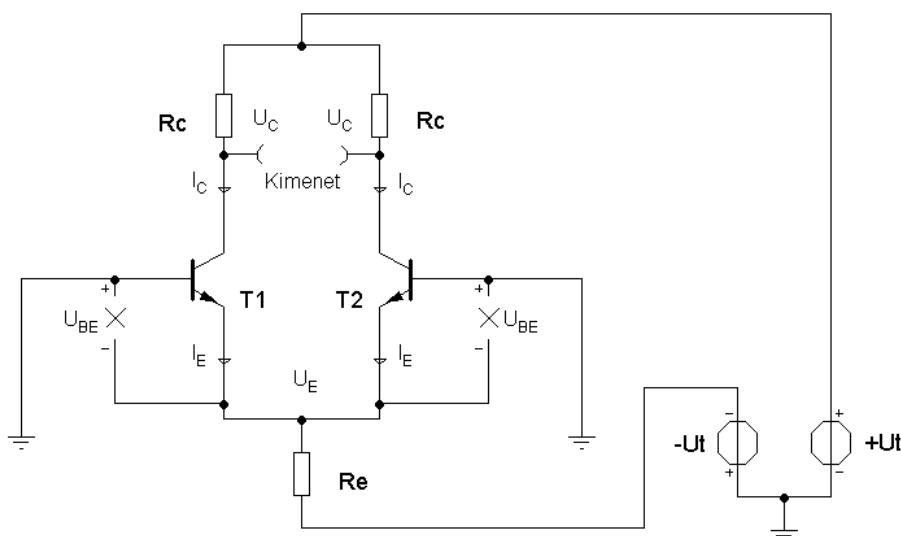 Rc
U_C
U_C
Rc
Kimenet
I_C
I_C
T1
T2
+
U_BE
−
+
U_BE
−
I_E
I_E
U_E
Re
−
-Ut
+
+
+Ut
−